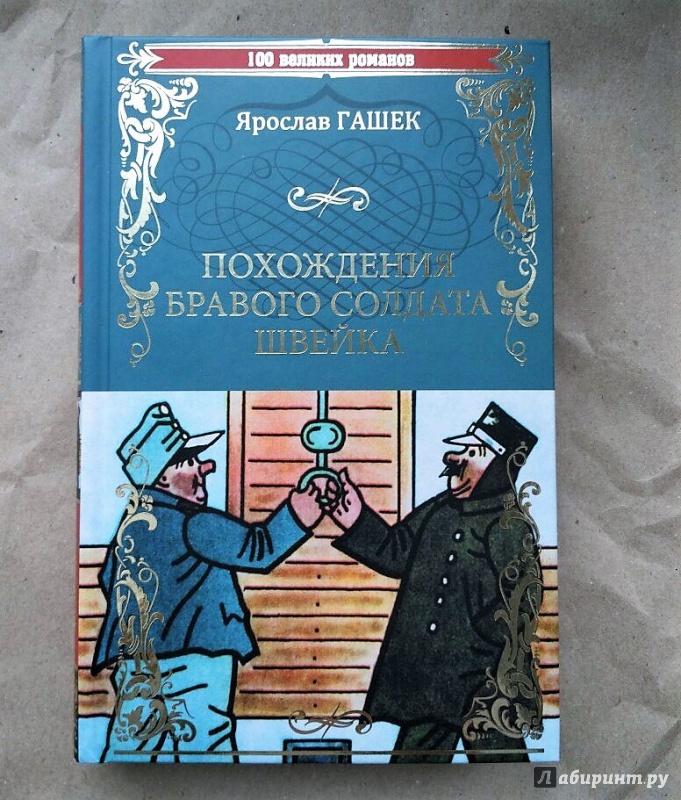 100 великих романов
Ярослав ГАШЕК
ПОХОЖДЕНИЯ
БРАВОГО СОЛДАТА
ШВЕЙКА
Лабиринт.ру